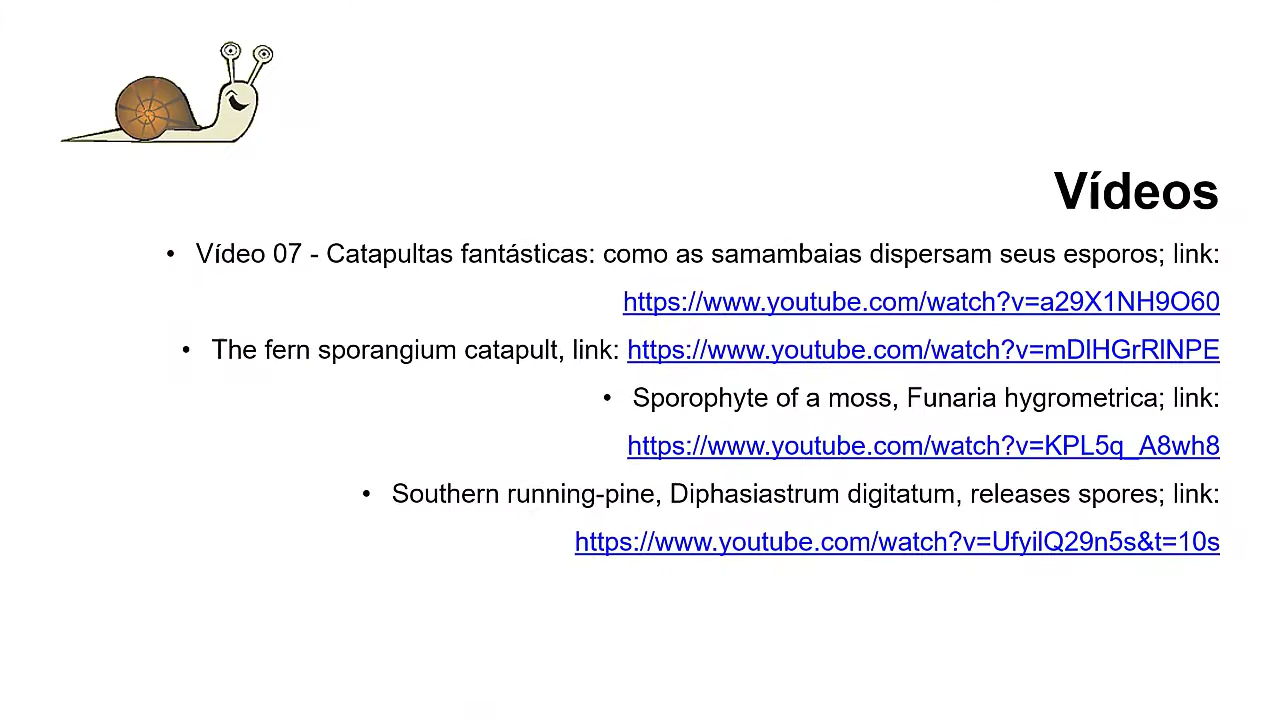 Vídeos
• Vídeo 07 - Catapultas fantásticas: como as samambaias dispersam seus esporos; link:
https://www.youtube.com/watch?v=a29X1NH9O60
• The fern sporangium catapult, link: https://www.youtube.com/watch?v=mDlHGrRlNPE
• Sporophyte of a moss, Funaria hygrometrica; link:
https://www.youtube.com/watch?v=KPL5q_A8wh8
• Southern running-pine, Diphasiastrum digitatum, releases spores; link:
https://www.youtube.com/watch?v=UfyilQ29n5s&t=10s